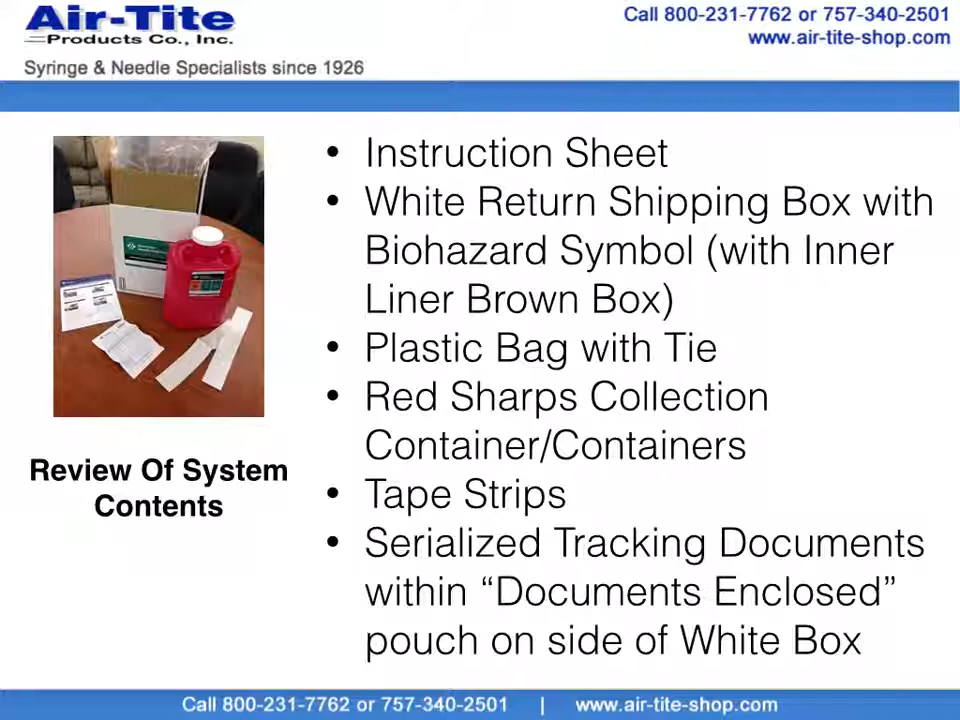 Air-Tite
Products Co., Inc.
Syringe & Needle Specialists since 1926
Call 800-231-7762 or 757-340-2501
www.air-tite-shop.com
Review Of System
Contents
• Instruction Sheet
• White Return Shipping Box with
Biohazard Symbol (with Inner
Liner Brown Box)
• Plastic Bag with Tie
• Red Sharps Collection
Container/Containers
• Tape Strips
• Serialized Tracking Documents
within “Documents Enclosed”
pouch on side of White Box
Call 800-231-7762 or 757-340-2501 | www.air-tite-shop.com